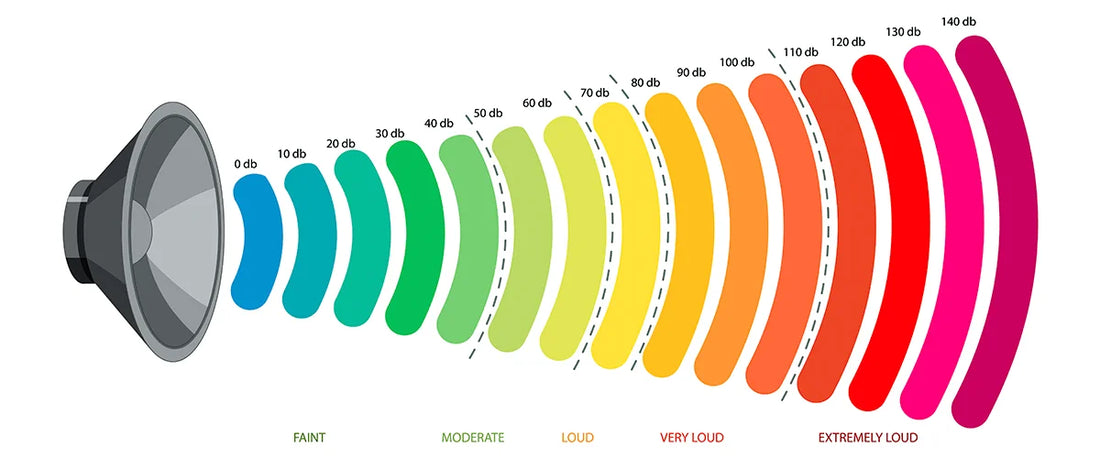 0 db
10 db
20 db
30 db
40 db
50 db
60 db
70 db
80 db
90 db
100 db
110 db
120 db
130 db
140 db
FAINT
MODERATE
LOUD
VERY LOUD
EXTREMELY LOUD